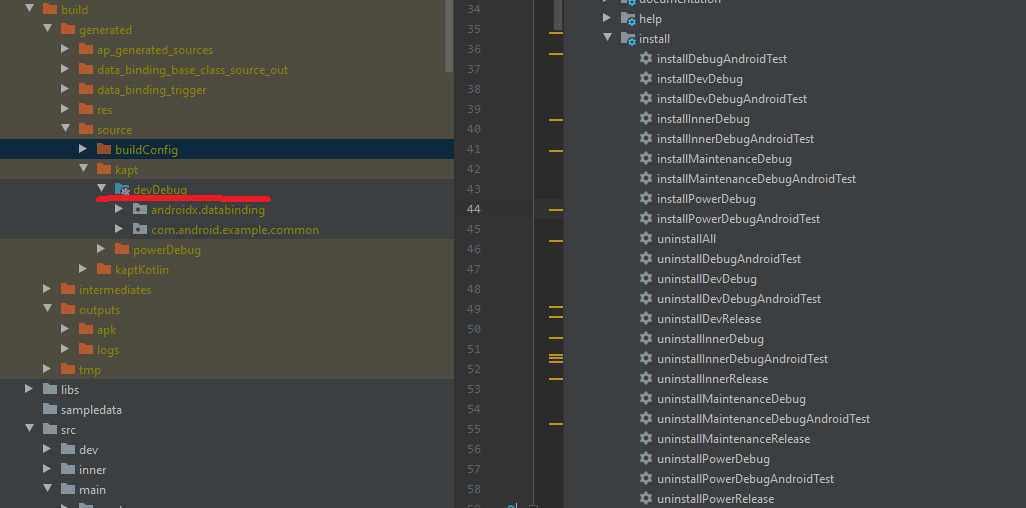 build
generated
ap_generated_sources
data_binding_base_class_source_out
data_binding_trigger
res
source
buildConfig
kapt
devDebug
androidx.databinding
com.android.example.common
powerDebug
kaptKotlin
intermediates
outputs
apk
logs
tmp
libs
sampledata
src
dev
inner
main
34
35
36
37
38
39
40
41
42
43
44
45
46
47
48
49
50
51
52
53
54
55
56
57
58
documentation
help
install
installDebugAndroidTest
installDevDebug
installDevDebugAndroidTest
installInnerDebug
installInnerDebugAndroidTest
installMaintenanceDebug
installMaintenanceDebugAndroidTest
installPowerDebug
installPowerDebugAndroidTest
uninstallAll
uninstallDebugAndroidTest
uninstallDevDebug
uninstallDevDebugAndroidTest
uninstallDevRelease
uninstallInnerDebug
uninstallInnerDebugAndroidTest
uninstallInnerRelease
uninstallMaintenanceDebug
uninstallMaintenanceDebugAndroidTest
uninstallMaintenanceRelease
uninstallPowerDebug
uninstallPowerDebugAndroidTest
uninstallPowerRelease